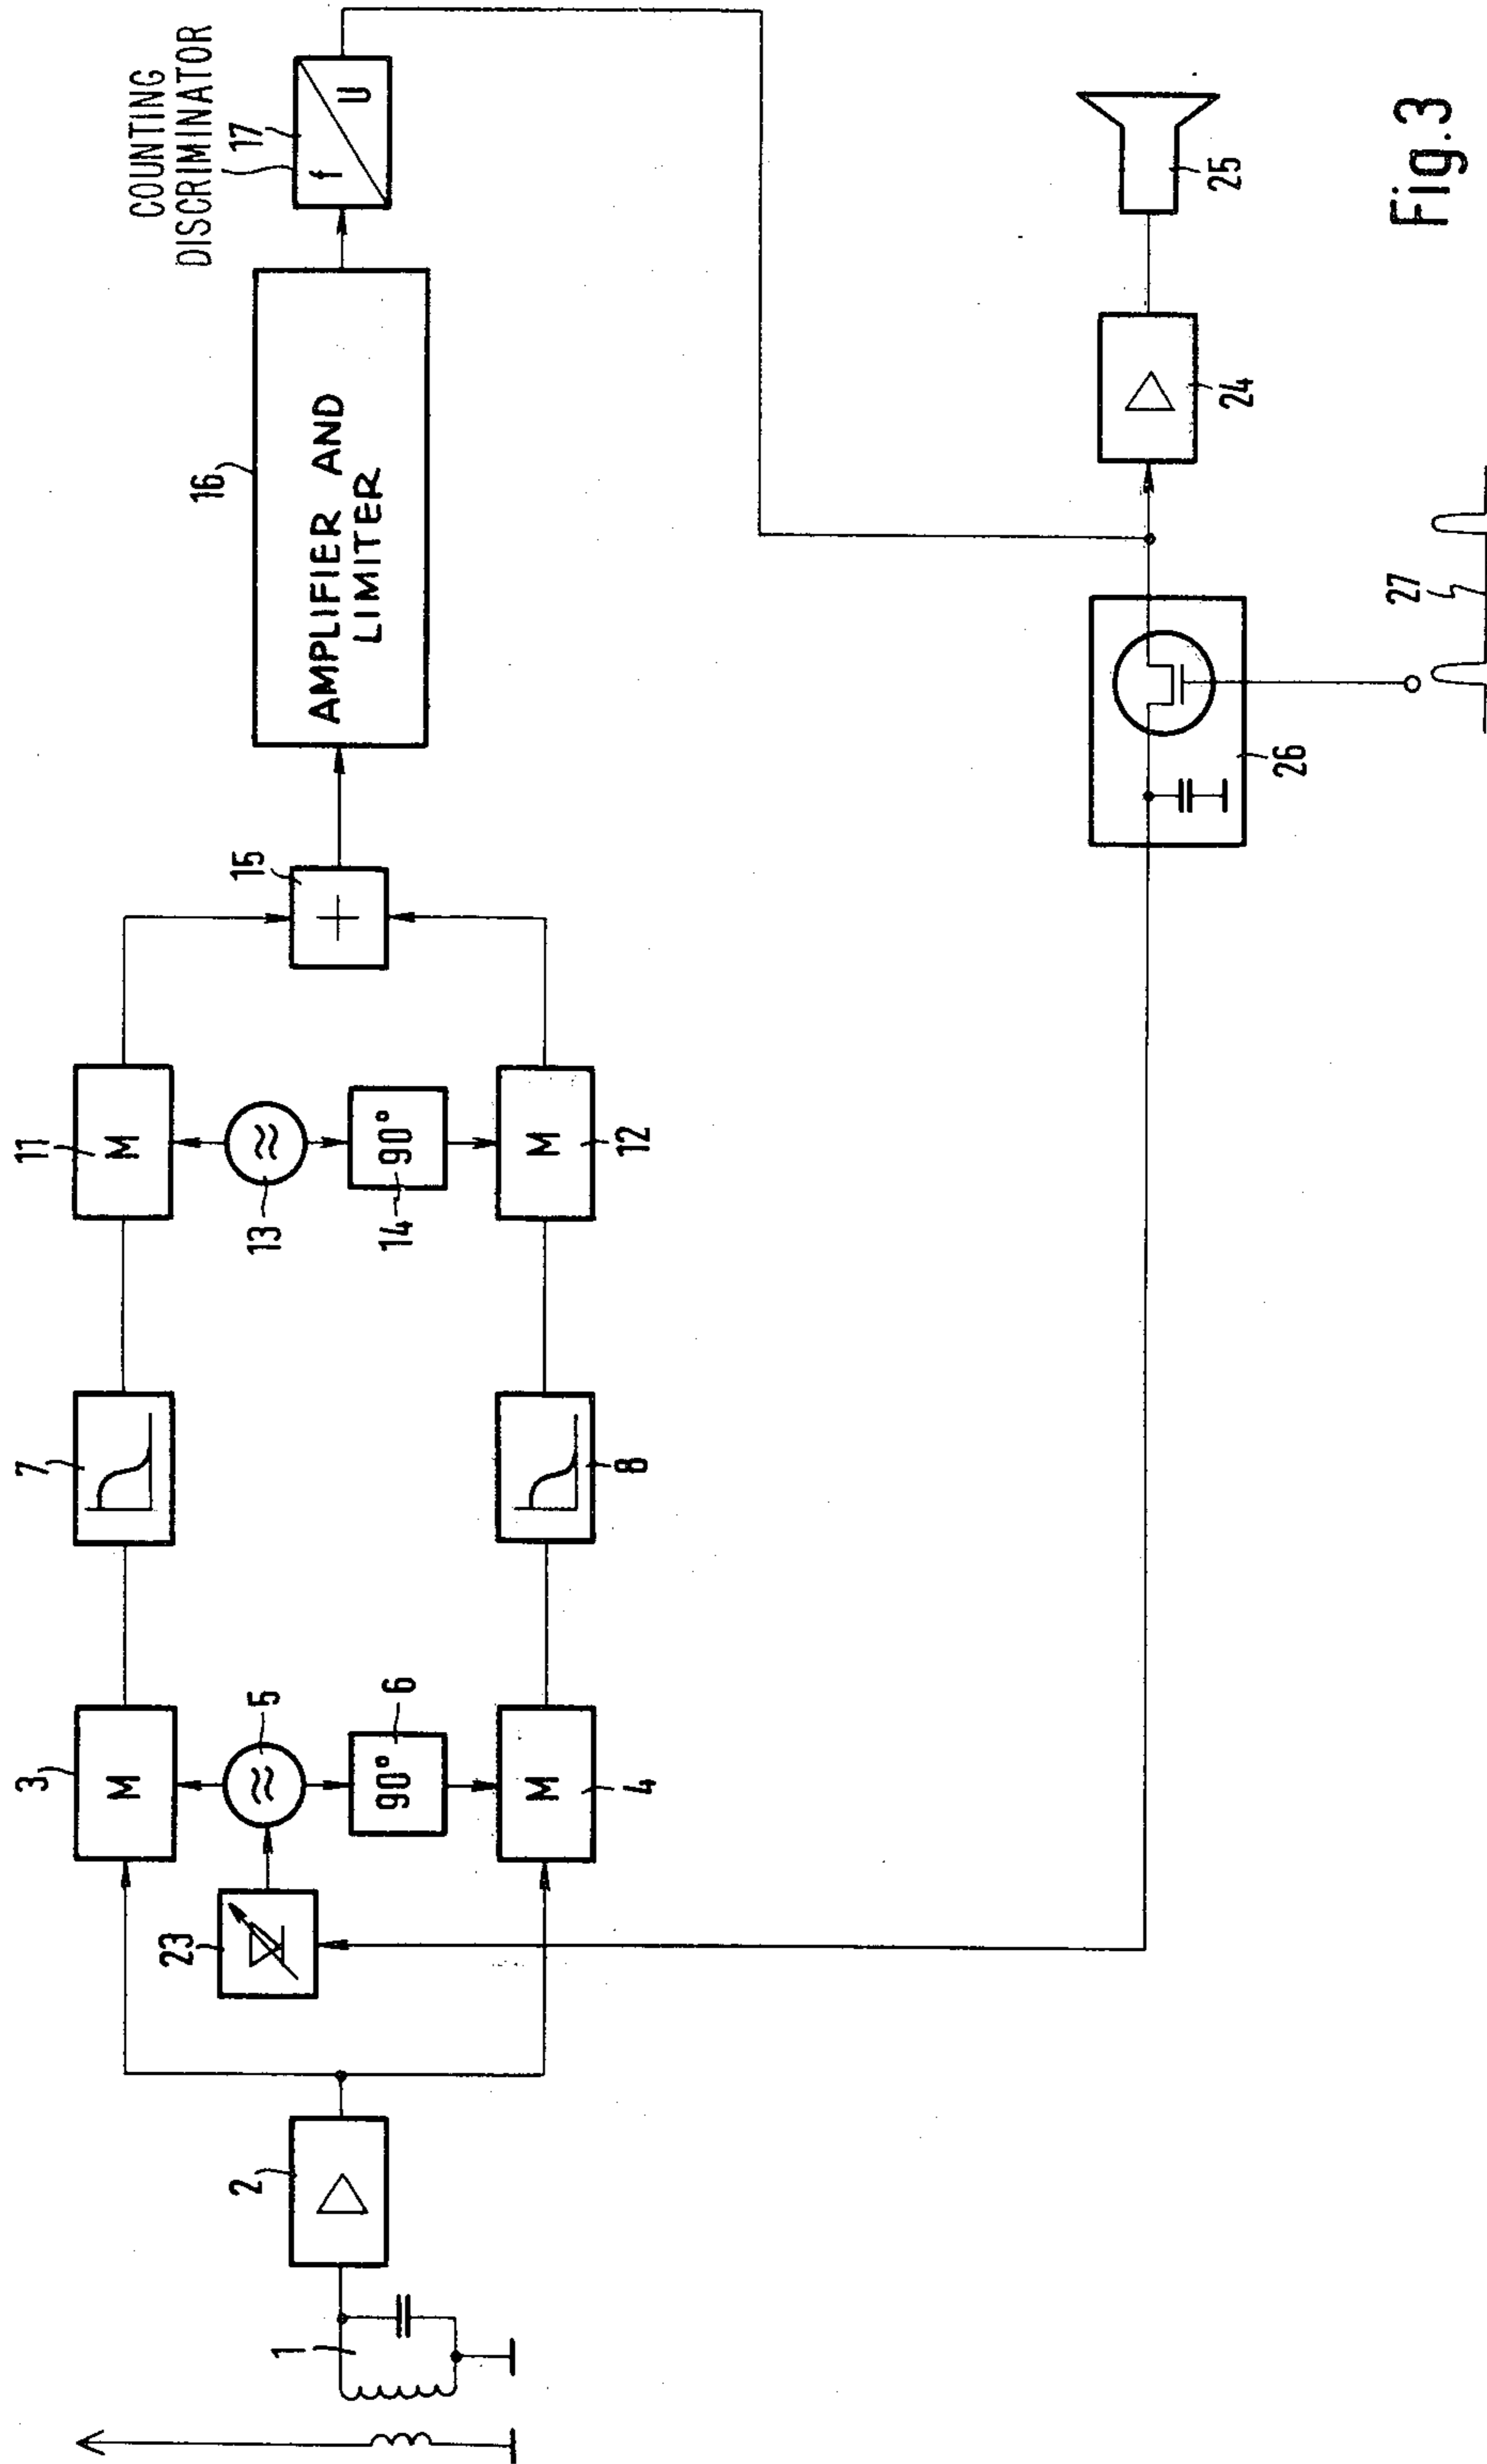 COUNTING
DISCRIMINATOR
3
7
11
16
17
M
M
15
f
U
23
5
13
AMPLIFIER AND
LIMITER
2
1
6
90°
14
90°
M
4
8
M
12
26
24
25
27
Fig.3